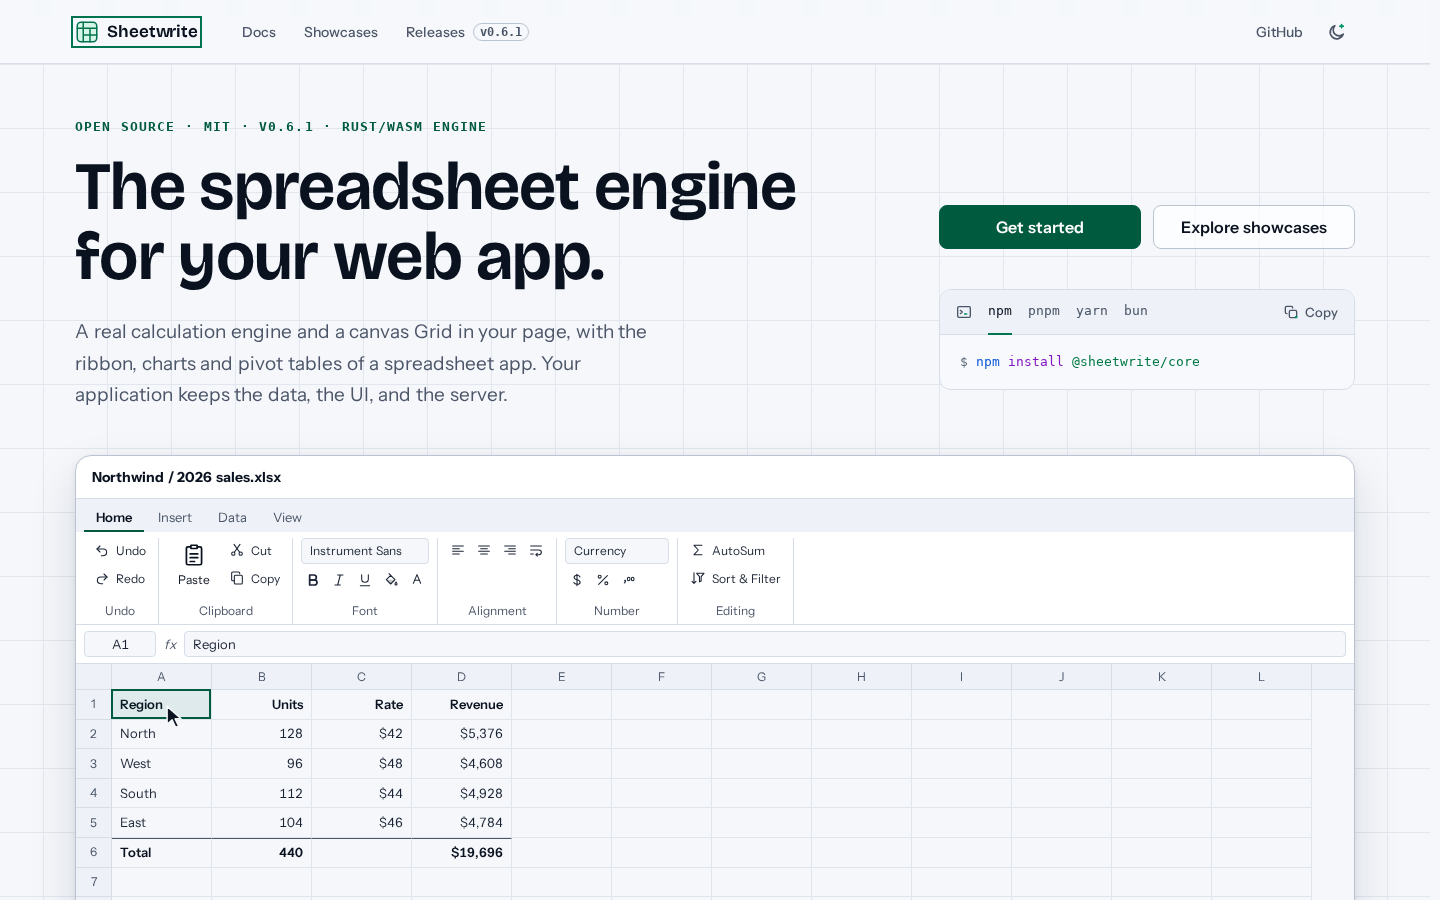 Sheetwrite
Docs
Showcases
Releases v0.6.1
GitHub
OPEN SOURCE · MIT · V0.6.1 · RUST/WASM ENGINE
The spreadsheet engine
for your web app.
A real calculation engine and a canvas Grid in your page, with the
ribbon, charts and pivot tables of a spreadsheet app. Your
application keeps the data, the UI, and the server.
Get started
Explore showcases
npm pnpm yarn bun
Copy
$ npm install @sheetwrite/core
Northwind / 2026 sales.xlsx
Home Insert Data View
Undo
Redo
Undo
Paste
Cut
Copy
Clipboard
Instrument Sans
B I U A
Font
Alignment
Currency
$ % .00
Number
Σ AutoSum
Sort & Filter
Editing
A1 fx Region
A B C D E F G H I J K L
1 Region Units Rate Revenue
2 North 128 $42 $5,376
3 West 96 $48 $4,608
4 South 112 $44 $4,928
5 East 104 $46 $4,784
6 Total 440 $19,696
7